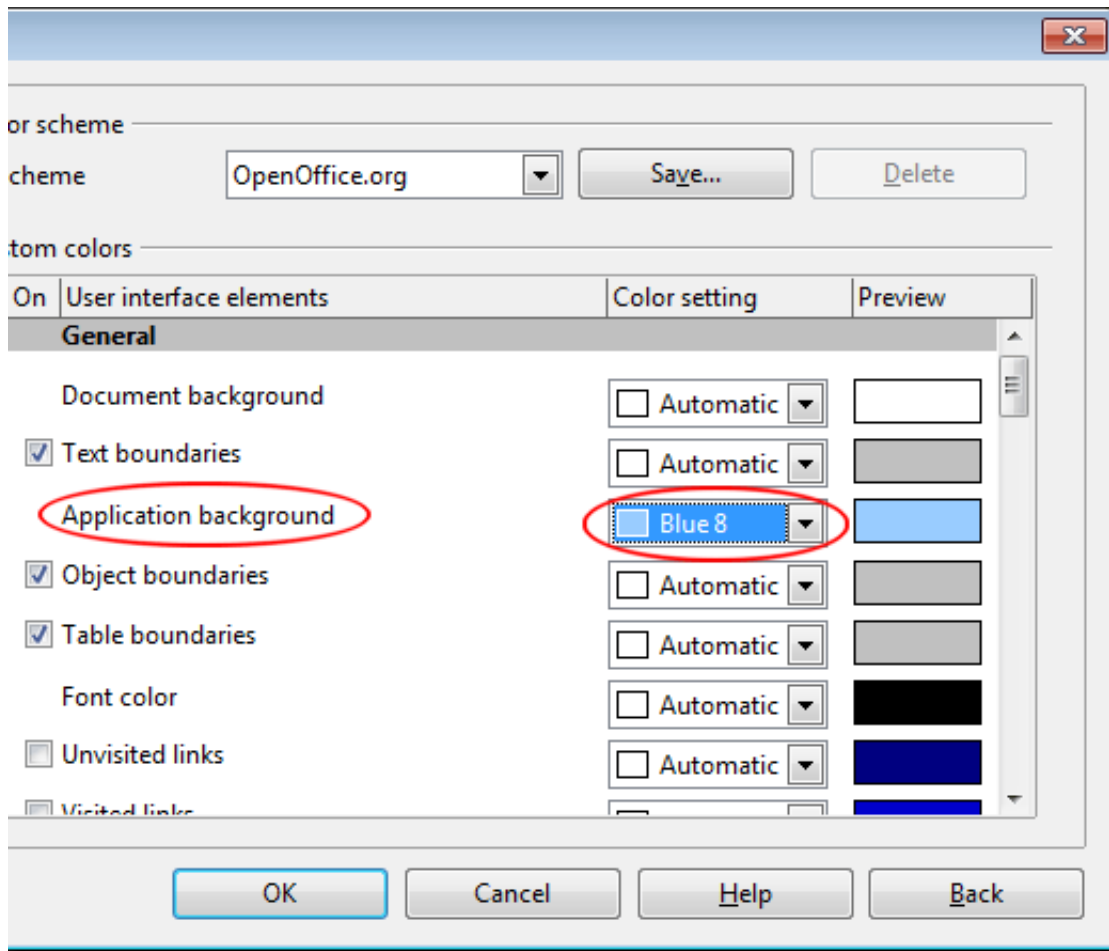 or scheme
cheme OpenOffice.org Save... Delete
tom colors
On User interface elements Color setting Preview
General
Document background Automatic
Text boundaries Automatic
Application background Blue 8
Object boundaries Automatic
Table boundaries Automatic
Font color Automatic
Unvisited links Automatic
Visited links
OK Cancel Help Back